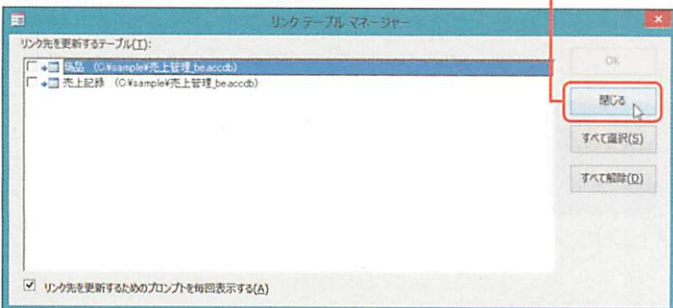 リンク テーブル マネージャー
リンク先を更新するテーブル(T):
商品 (C:¥sample¥売上管理_be.accdb)
売上記録 (C:¥sample¥売上管理_be.accdb)
OK
閉じる
すべて選択(S)
すべて解除(D)
リンク先を更新するためのプロンプトを毎回表示する(A)